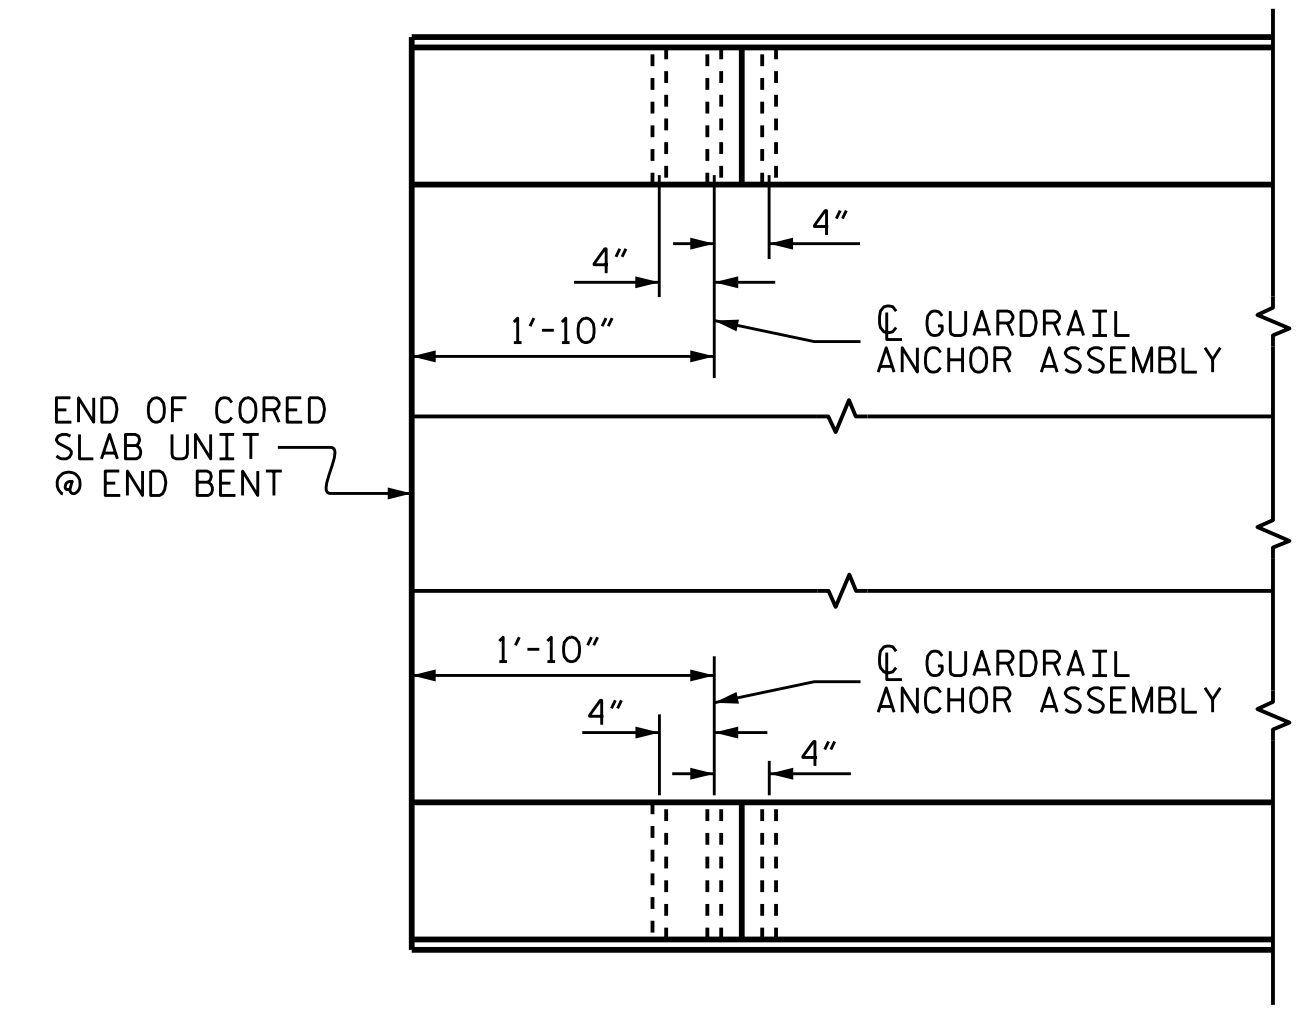 4"
4"
1'-10"
℄ GUARDRAIL
ANCHOR ASSEMBLY
END OF CORED
SLAB UNIT
@ END BENT
1'-10"
℄ GUARDRAIL
ANCHOR ASSEMBLY
4"
4"